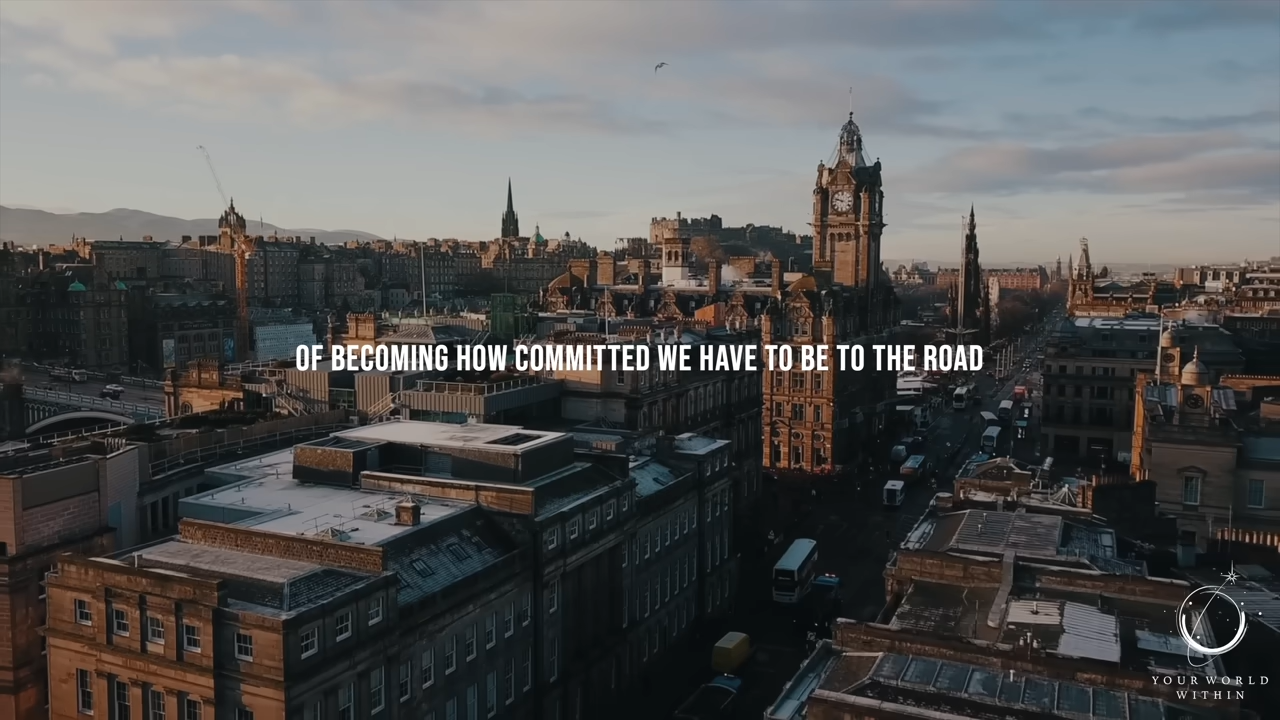 OF BECOMING HOW COMMITTED WE HAVE TO BE TO THE ROAD
YOUR WORLD
WITHIN